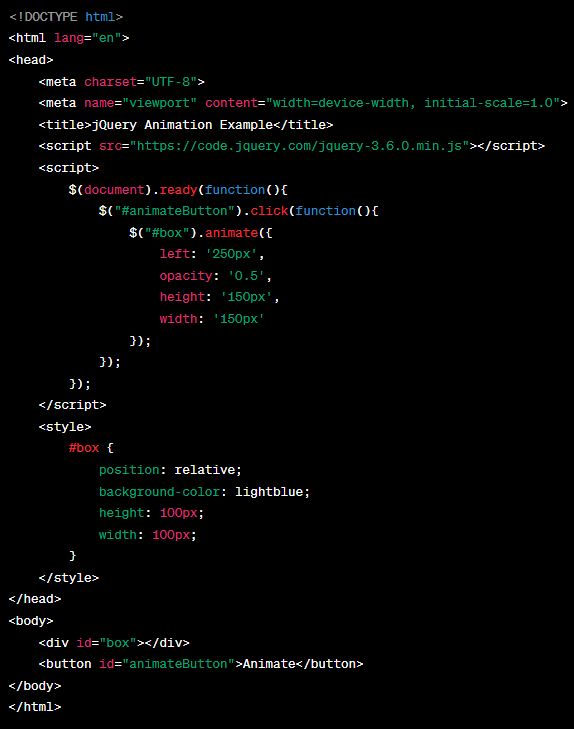 <!DOCTYPE html>
<html lang="en">
<head>
    <meta charset="UTF-8">
    <meta name="viewport" content="width=device-width, initial-scale=1.0">
    <title>jQuery Animation Example</title>
    <script src="https://code.jquery.com/jquery-3.6.0.min.js"></script>
    <script>
        $(document).ready(function(){
            $("#animateButton").click(function(){
                $("#box").animate({
                    left: '250px',
                    opacity: '0.5',
                    height: '150px',
                    width: '150px'
                });
            });
        });
    </script>
    <style>
        #box {
            position: relative;
            background-color: lightblue;
            height: 100px;
            width: 100px;
        }
    </style>
</head>
<body>
    <div id="box"></div>
    <button id="animateButton">Animate</button>
</body>
</html>